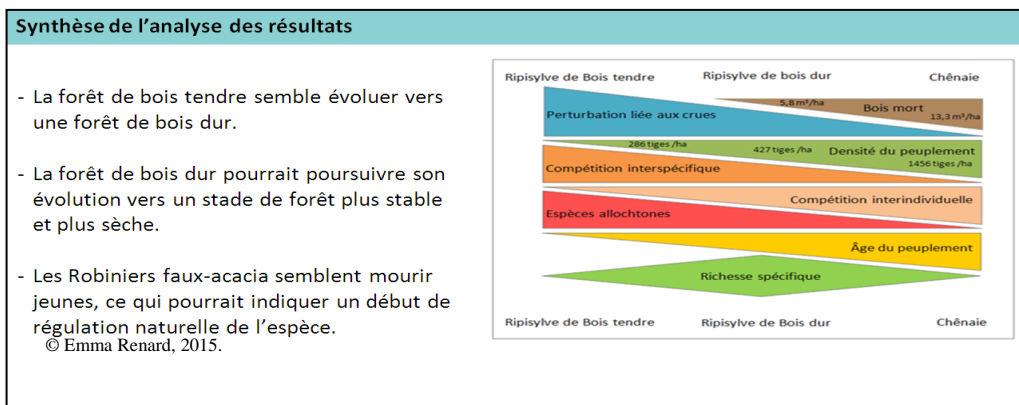 Synthèse de l'analyse des résultats
- La forêt de bois tendre semble évoluer vers
une forêt de bois dur.
- La forêt de bois dur pourrait poursuivre son
évolution vers un stade de forêt plus stable
et plus sèche.
- Les Robiniers faux-acacia semblent mourir
jeunes, ce qui pourrait indiquer un début de
régulation naturelle de l'espèce.
© Emma Renard, 2015.
Ripisylve de Bois tendre Ripisylve de bois dur Chênaie
5,8 m³/ha Bois mort
Perturbation liée aux crues 13,3 m³/ha
286 tiges /ha 427 tiges /ha Densité du peuplement
Compétition interspécifique 1456 tiges /ha
Compétition interindividuelle
Espèces allochtones
Âge du peuplement
Richesse spécifique
Ripisylve de Bois tendre Ripisylve de Bois dur Chênaie